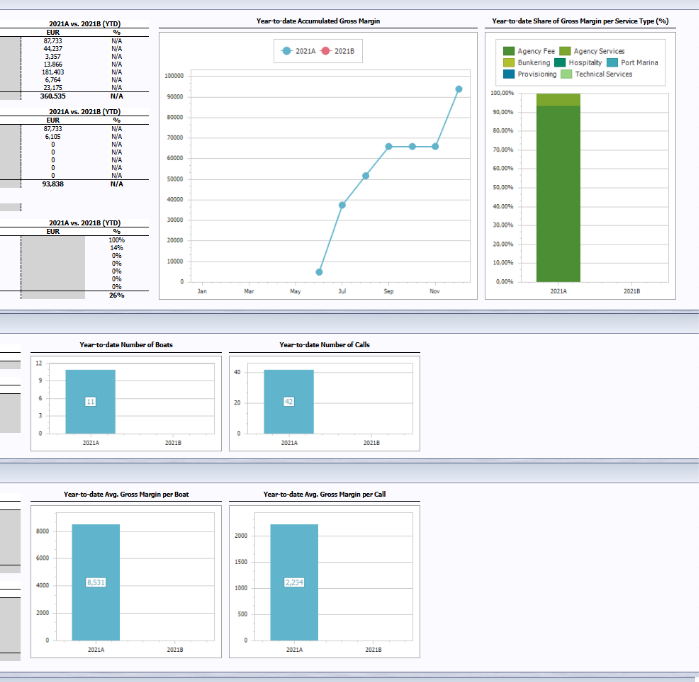 2021A vs. 2021B (YTD)
EUR %
87,733 N/A
44,237 N/A
3,357 N/A
13,866 N/A
181,403 N/A
6,764 N/A
23,175 N/A
360,535 N/A
2021A vs. 2021B (YTD)
EUR %
87,733 N/A
6,105 N/A
0 N/A
0 N/A
0 N/A
0 N/A
0 N/A
93,838 N/A
2021A vs. 2021B (YTD)
EUR %
100%
14%
0%
0%
0%
0%
0%
26%
Year-to-date Accumulated Gross Margin
2021A 2021B
100000
90000
80000
70000
60000
50000
40000
30000
20000
10000
0
Jan Mar May Jul Sep Nov
Year-to-date Share of Gross Margin per Service Type (%)
Agency Fee Agency Services
Bunkering Hospitality Port Marina
Provisioning Technical Services
100,00%
90.00%
80.00%
70.00%
60.00%
50.00%
40.00%
30.00%
20.00%
10.00%
0.00%
2021A 2021B
Year-to-date Number of Boats
12
9
6
3
0
11
2021A 2021B
Year-to-date Number of Calls
40
20
0
42
2021A 2021B
Year-to-date Avg. Gross Margin per Boat
8000
6000
4000
2000
0
8,531
2021A 2021B
Year-to-date Avg. Gross Margin per Call
2000
1500
1000
500
0
2,234
2021A 2021B